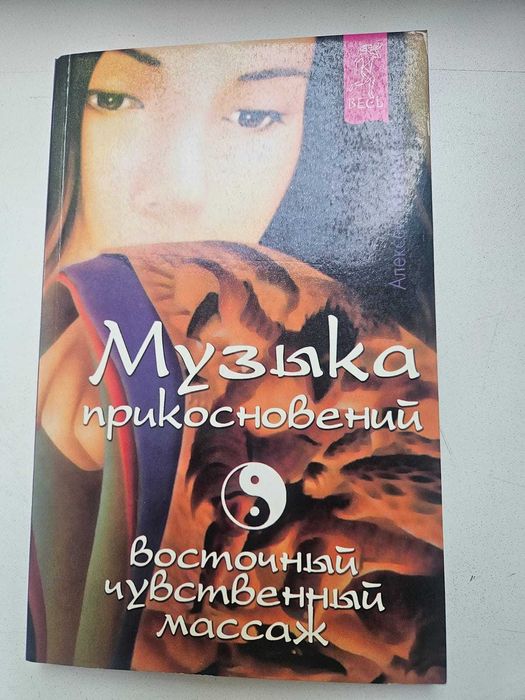 ВЕСЬ
Музыка
прикосновений
восточный
чувственный
массаж